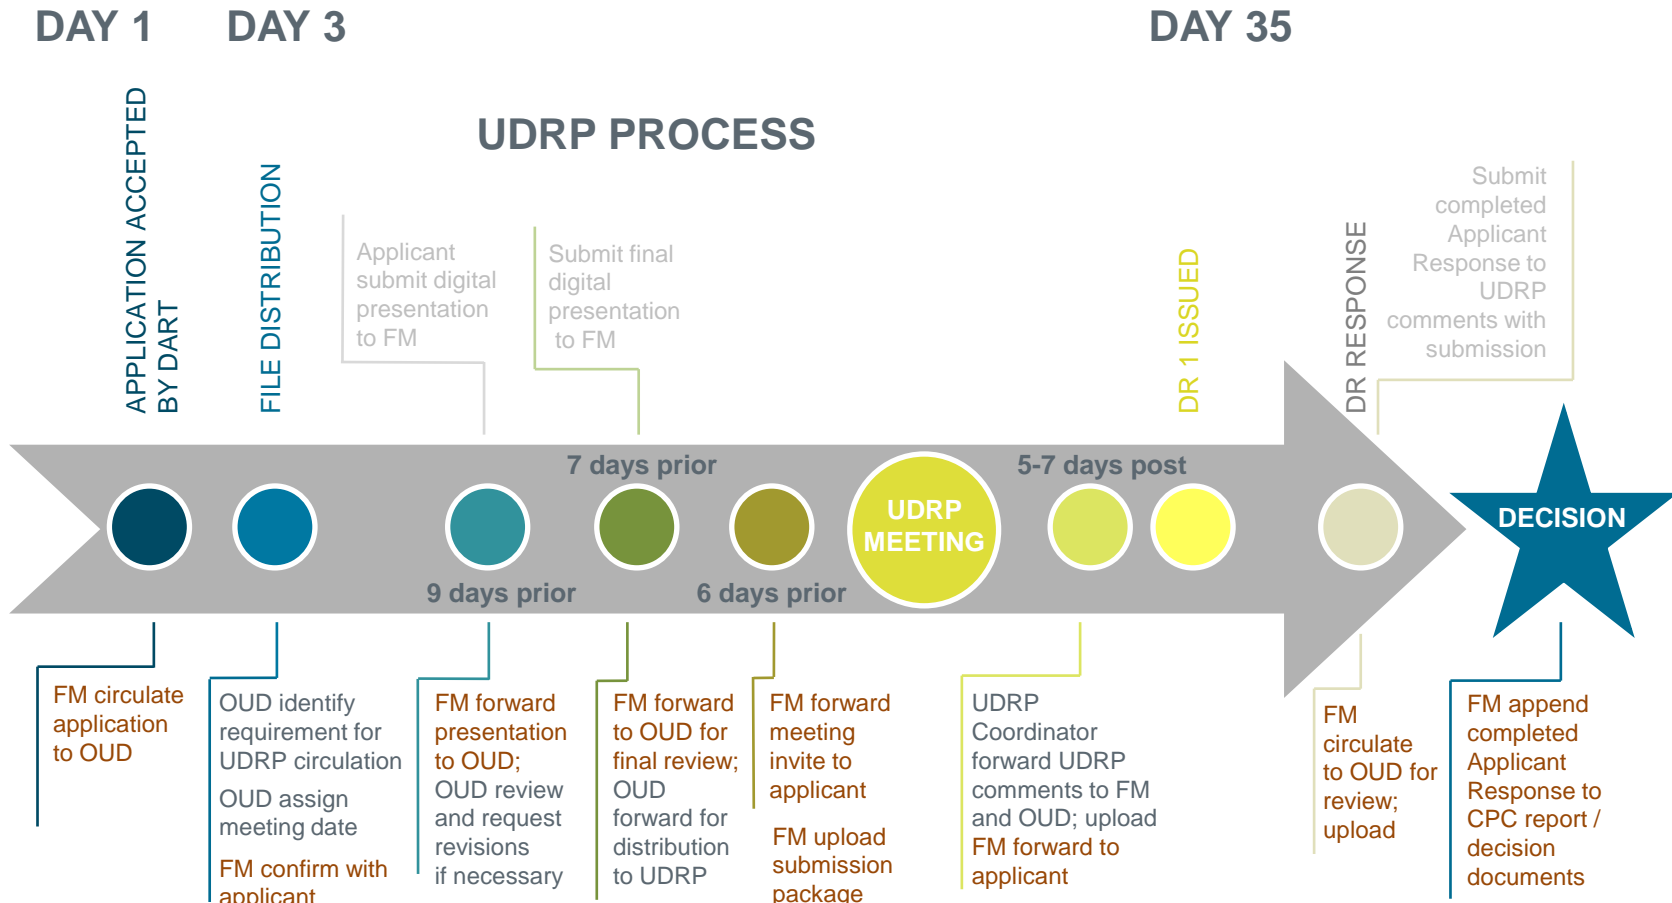 DAY 1
DAY 3
DAY 35
UDRP PROCESS
APPLICATION ACCEPTED
BY DART
FILE DISTRIBUTION
Applicant
submit digital
presentation
to FM
Submit final
digital
presentation
to FM
DR 1 ISSUED
DR RESPONSE
Submit
completed
Applicant
Response to
UDRP
comments with
submission
7 days prior
5-7 days post
UDRP
MEETING
DECISION
9 days prior
6 days prior
FM circulate
application
to OUD
OUD identify
requirement for
UDRP circulation
OUD assign
meeting date
FM confirm with
applicant
FM forward
presentation
to OUD;
OUD review
and request
revisions
if necessary
FM forward
to OUD for
final review;
OUD
forward for
distribution
to UDRP
FM forward
meeting
invite to
applicant
FM upload
submission
package
UDRP
Coordinator
forward UDRP
comments to FM
and OUD; upload
FM forward to
applicant
FM
circulate
to OUD for
review;
upload
FM append
completed
Applicant
Response to
CPC report /
decision
documents